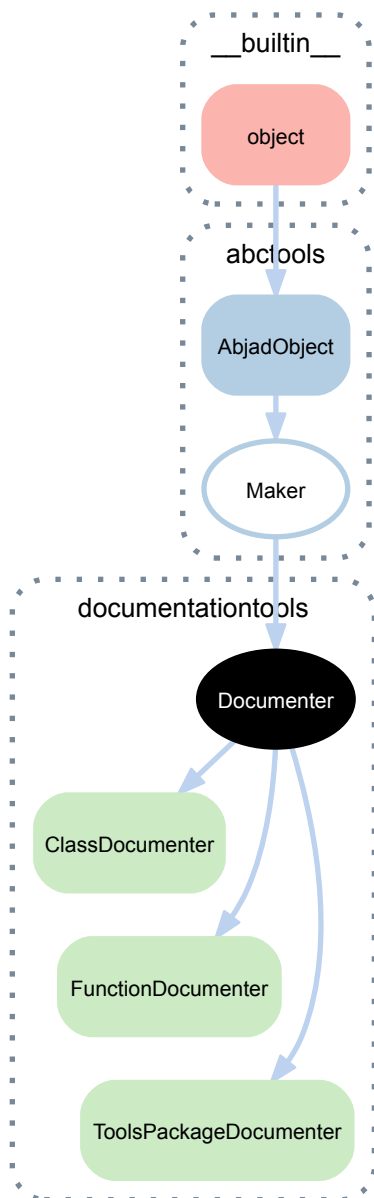 __builtin__
object
abctools
AbjadObject
Maker
documentationtools
Documenter
ClassDocumenter
FunctionDocumenter
ToolsPackageDocumenter